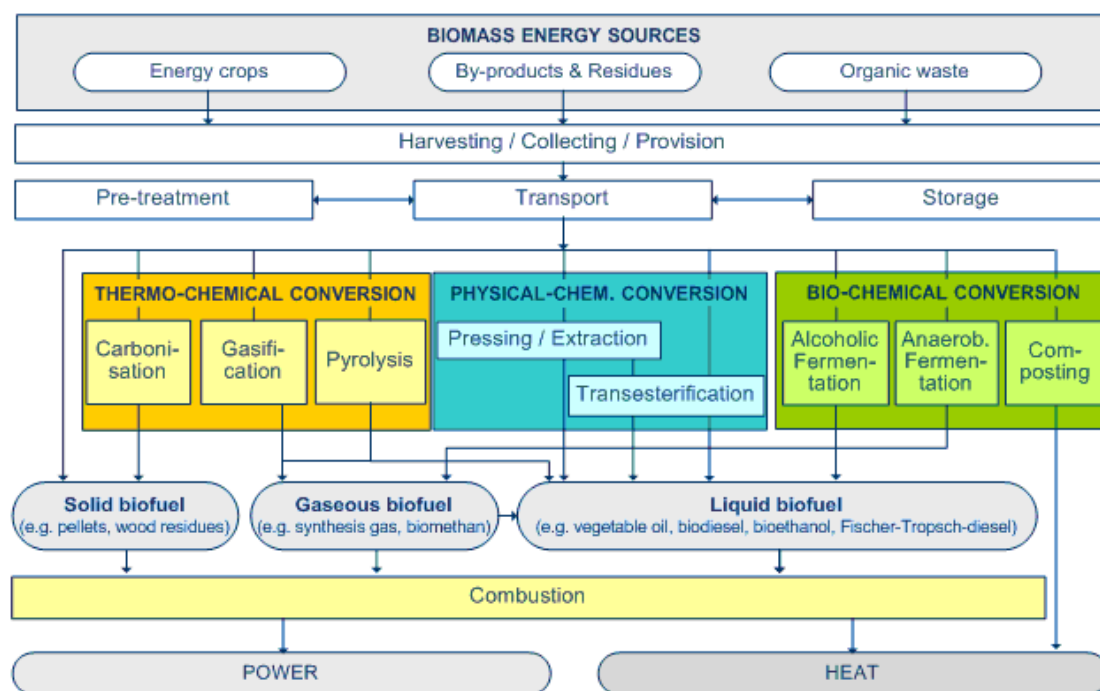 BIOMASS ENERGY SOURCES
Energy crops
By-products & Residues
Organic waste
Harvesting / Collecting / Provision
Pre-treatment
Transport
Storage
THERMO-CHEMICAL CONVERSION
PHYSICAL-CHEM. CONVERSION
BIO-CHEMICAL CONVERSION
Carboni-
sation
Gasifi-
cation
Pyrolysis
Pressing / Extraction
Transesterification
Alcoholic
Fermen-
tation
Anaerob.
Fermen-
tation
Com-
posting
Solid biofuel
(e.g. pellets, wood residues)
Gaseous biofuel
(e.g. synthesis gas, biomethan)
Liquid biofuel
(e.g. vegetable oil, biodiesel, bioethanol, Fischer-Tropsch-diesel)
Combustion
POWER
HEAT